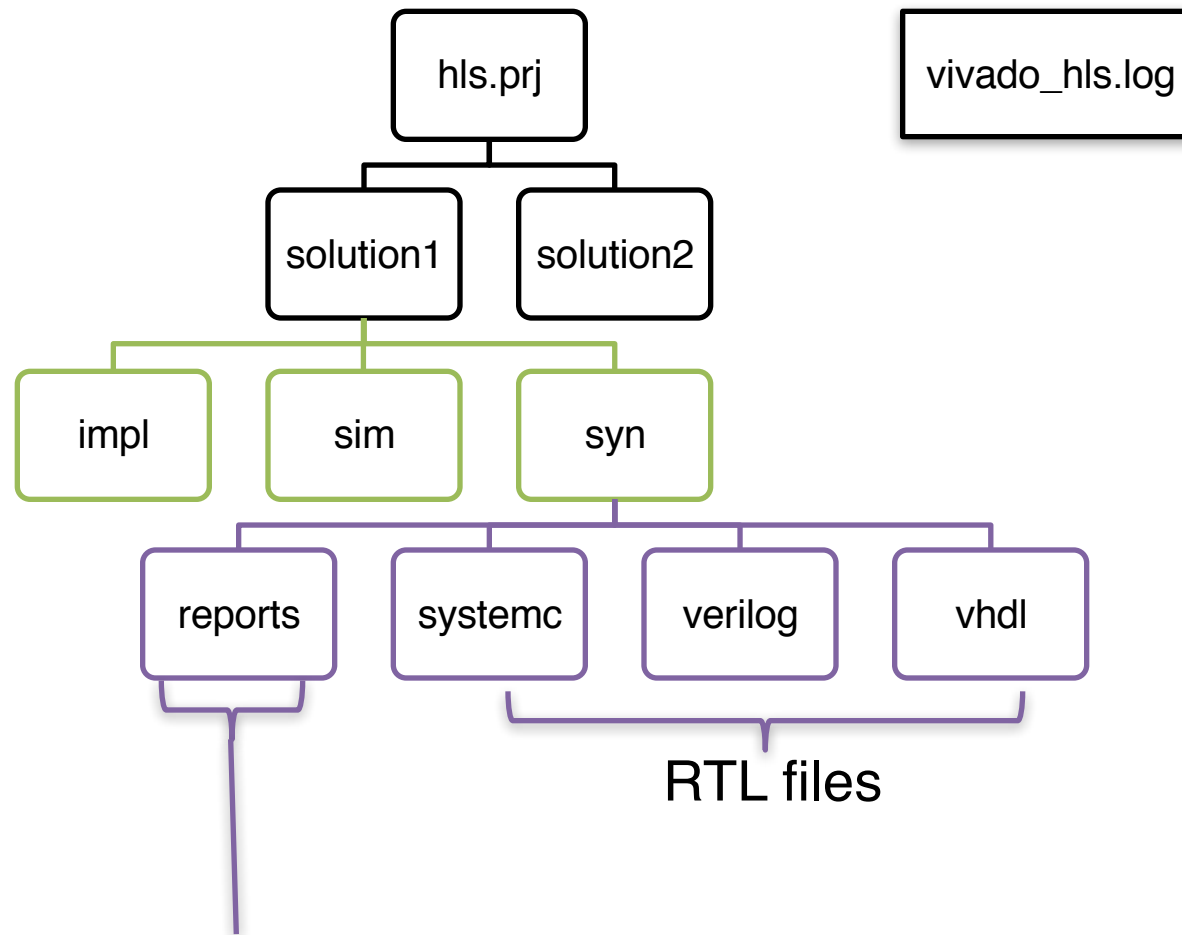 hls.prj
vivado_hls.log
solution1
solution2
impl
sim
syn
reports
systemc
verilog
vhdl
RTL files